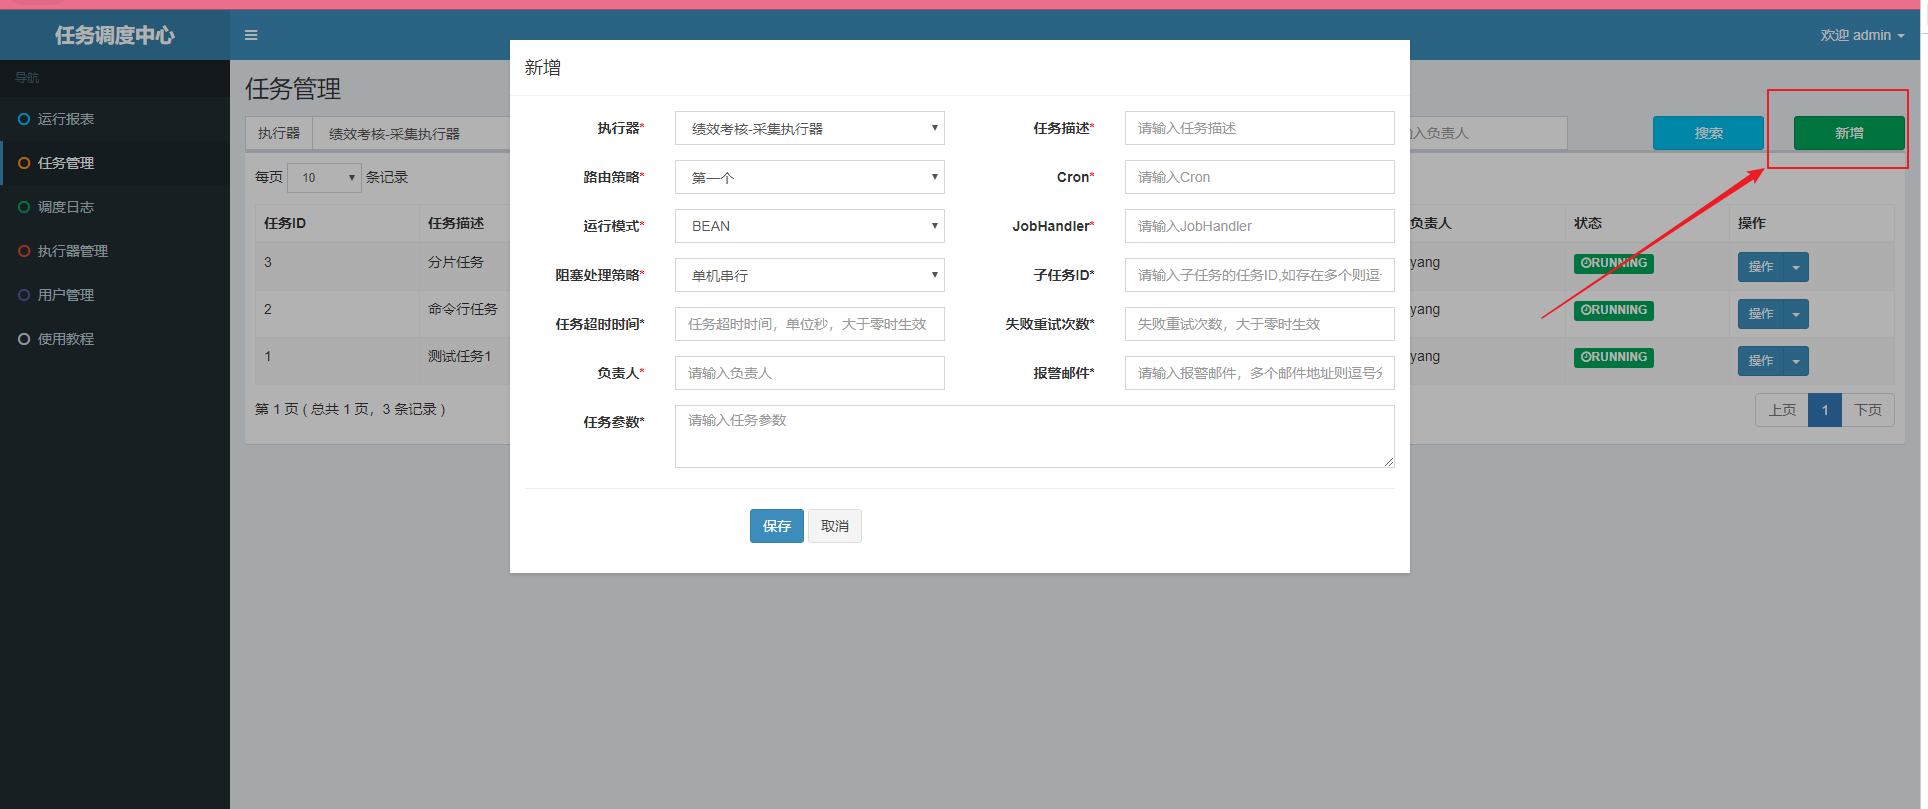 任务调度中心
欢迎 admin
导航
运行报表
任务管理
调度日志
执行器管理
用户管理
使用教程
任务管理
执行器 绩效考核-采集执行器
入负责人 搜索 新增
每页 10 条记录
任务ID 任务描述 负责人 状态 操作
3 分片任务 yang RUNNING 操作
2 命令行任务 yang RUNNING 操作
1 测试任务1 yang RUNNING 操作
第 1 页 ( 总共 1 页，3 条记录 )
上页 1 下页
新增
执行器* 绩效考核-采集执行器 任务描述* 请输入任务描述
路由策略* 第一个 Cron* 请输入Cron
运行模式* BEAN JobHandler* 请输入JobHandler
阻塞处理策略* 单机串行 子任务ID* 请输入子任务的任务ID,如存在多个则逗
任务超时时间* 任务超时时间，单位秒，大于零时生效 失败重试次数* 失败重试次数，大于零时生效
负责人* 请输入负责人 报警邮件* 请输入报警邮件，多个邮件地址则逗号分
任务参数* 请输入任务参数
保存 取消